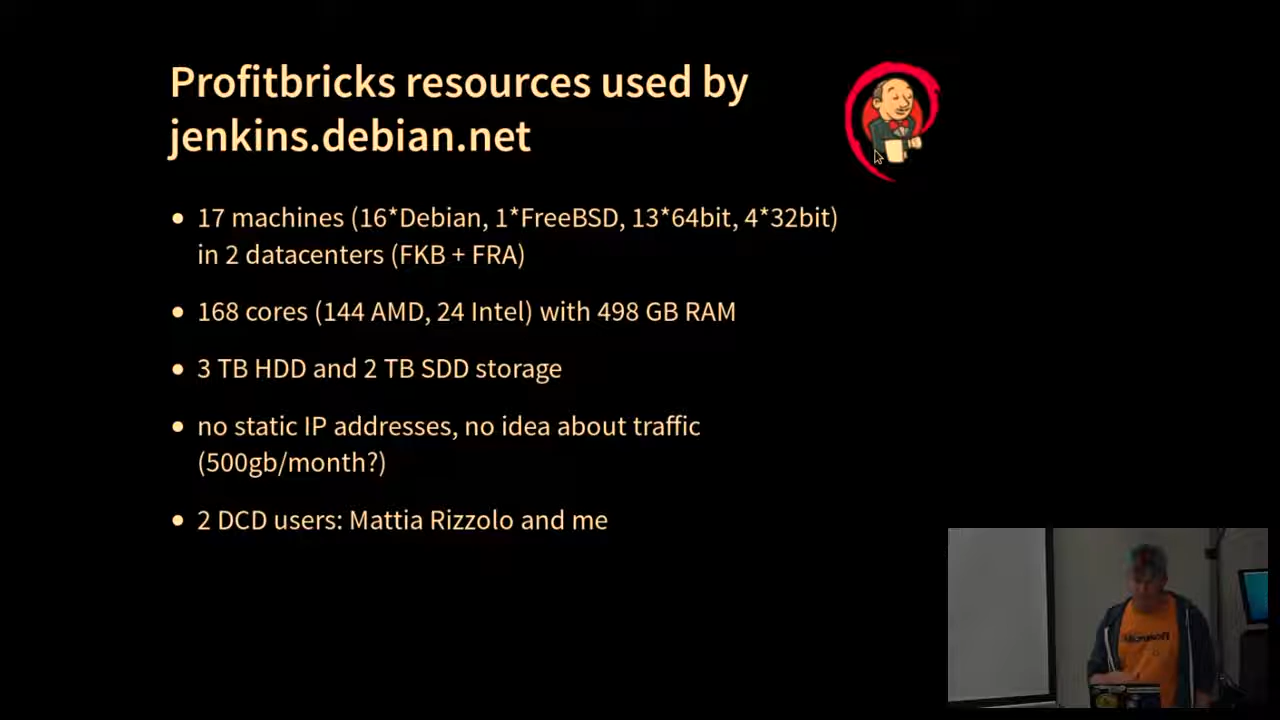 Profitbricks resources used by
jenkins.debian.net
• 17 machines (16*Debian, 1*FreeBSD, 13*64bit, 4*32bit)
in 2 datacenters (FKB + FRA)
• 168 cores (144 AMD, 24 Intel) with 498 GB RAM
• 3 TB HDD and 2 TB SDD storage
• no static IP addresses, no idea about traffic
(500gb/month?)
• 2 DCD users: Mattia Rizzolo and me
Microsoft